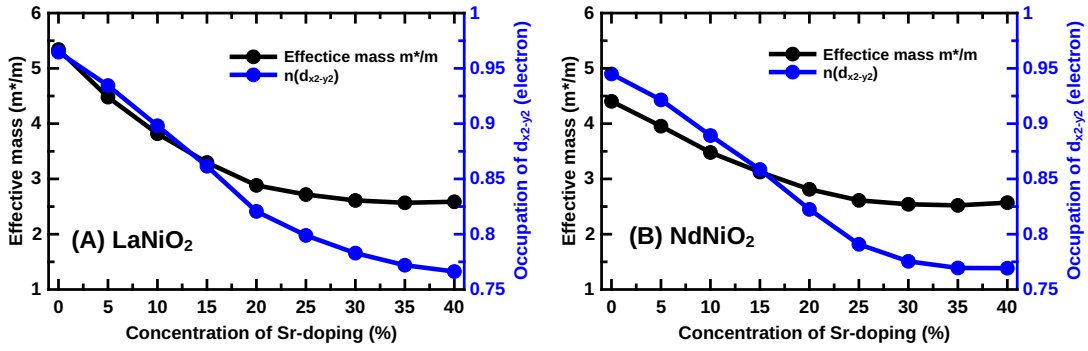 6
5
4
3
2
1
Effective mass (m*/m)
Effectice mass m*/m
n(dx2-y2)
(A) LaNiO2
0 5 10 15 20 25 30 35 40
Concentration of Sr-doping (%)
1
0.95
0.9
0.85
0.8
0.75
Occupation of dx2-y2 (electron)
6
5
4
3
2
1
Effective mass (m*/m)
Effective mass m*/m
n(dx2-y2)
(B) NdNiO2
0 5 10 15 20 25 30 35 40
Concentration of Sr-doping (%)
1
0.95
0.9
0.85
0.8
0.75
Occupation of dx2-y2 (electron)